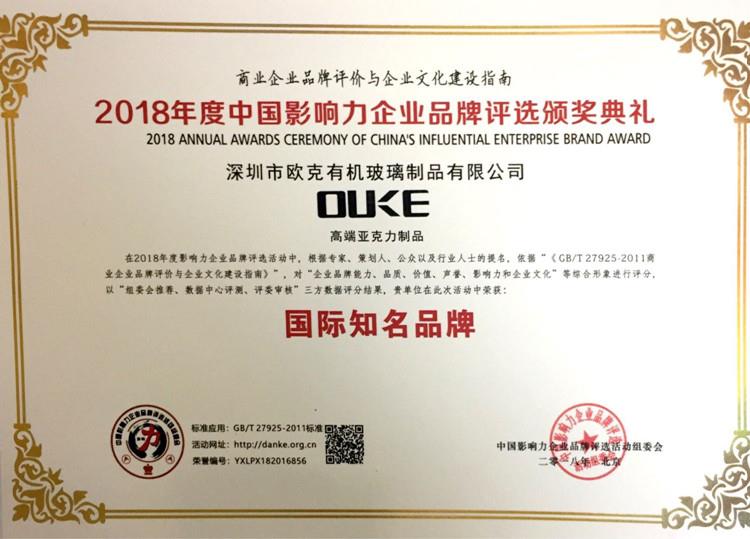 商业企业品牌评价与企业文化建设指南
2018年度中国影响力企业品牌评选颁奖典礼
2018 ANNUAL AWARDS CEREMONY OF CHINA'S INFLUENTIAL ENTERPRISE BRAND AWARD
深圳市欧克有机玻璃制品有限公司
OUKE
高端亚克力制品
在2018年度影响力企业品牌评选活动中，根据专家、策划人、公众以及行业人士的提名，依据“《GB/T27925-2011商
业企业品牌评价与企业文化建设指南》”，对“企业品牌能力、品质、价值、声誉、影响力和企业文化”等综合形象进行评分，
以“组委会推荐、数据中心评测、评委审核”三方数据评分结果，贵单位在此次活动中荣获：
国际知名品牌
标准应用：GB/T 27925-2011标准
活动网址：http://danke.org.cn
荣誉编号：YXLPX182016856
中国影响力企业品牌评选活动组委会
二零一八年·北京